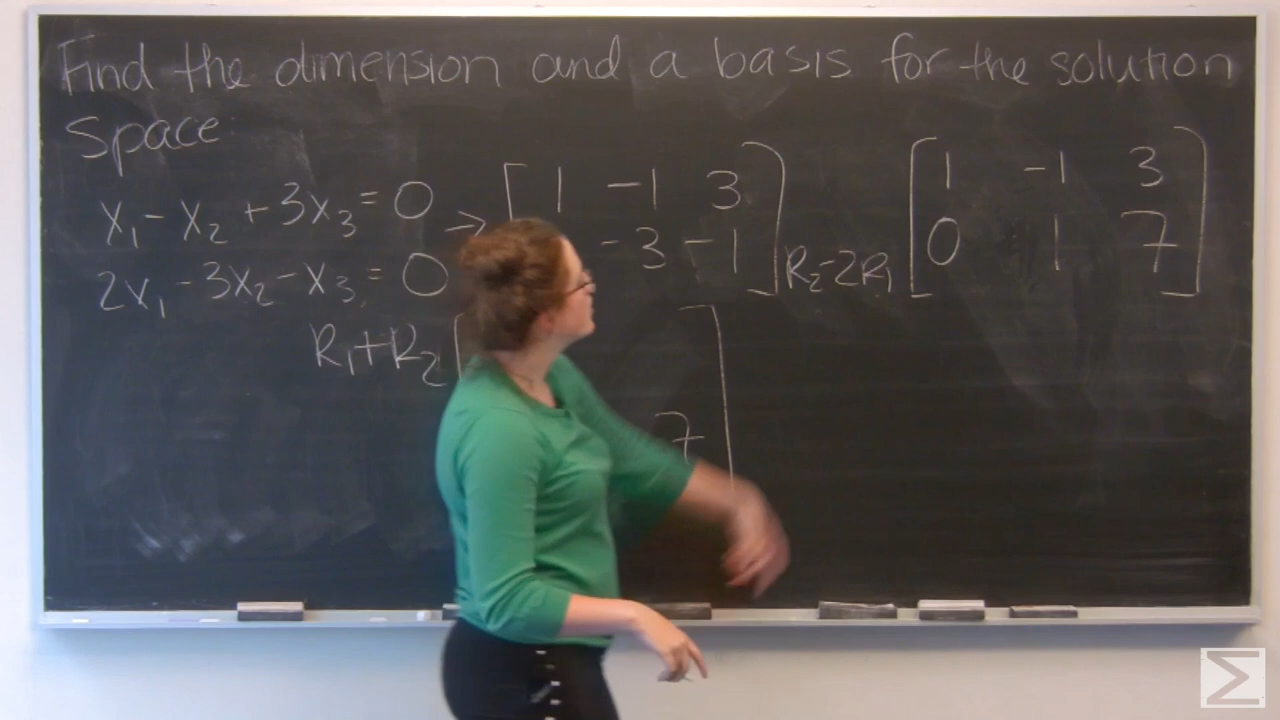 Find the dimension and a basis for the solution
space:
x₁ - x₂ + 3x₃ = 0 → [ 1 -1 3 ] [ 1 -1 3 ]
2x₁ - 3x₂ - x₃ = 0 -3 -1 ] R₂-2R₁ [ 0 1 7 ]
R₁+R₂ [ ]
7
Σ